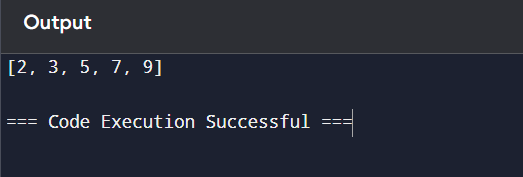 Output
[2, 3, 5, 7, 9]
=== Code Execution Successful ===